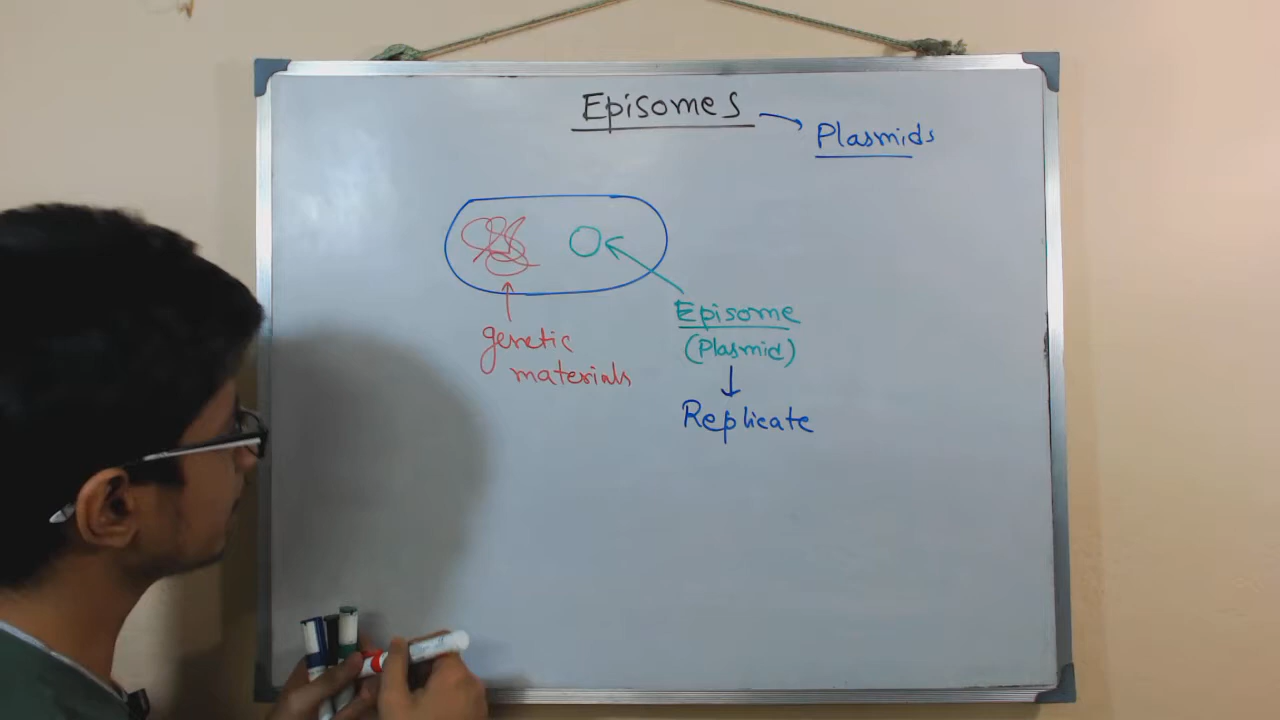 Episomes
Plasmids
genetic
materials
Episome
(Plasmid)
Replicate